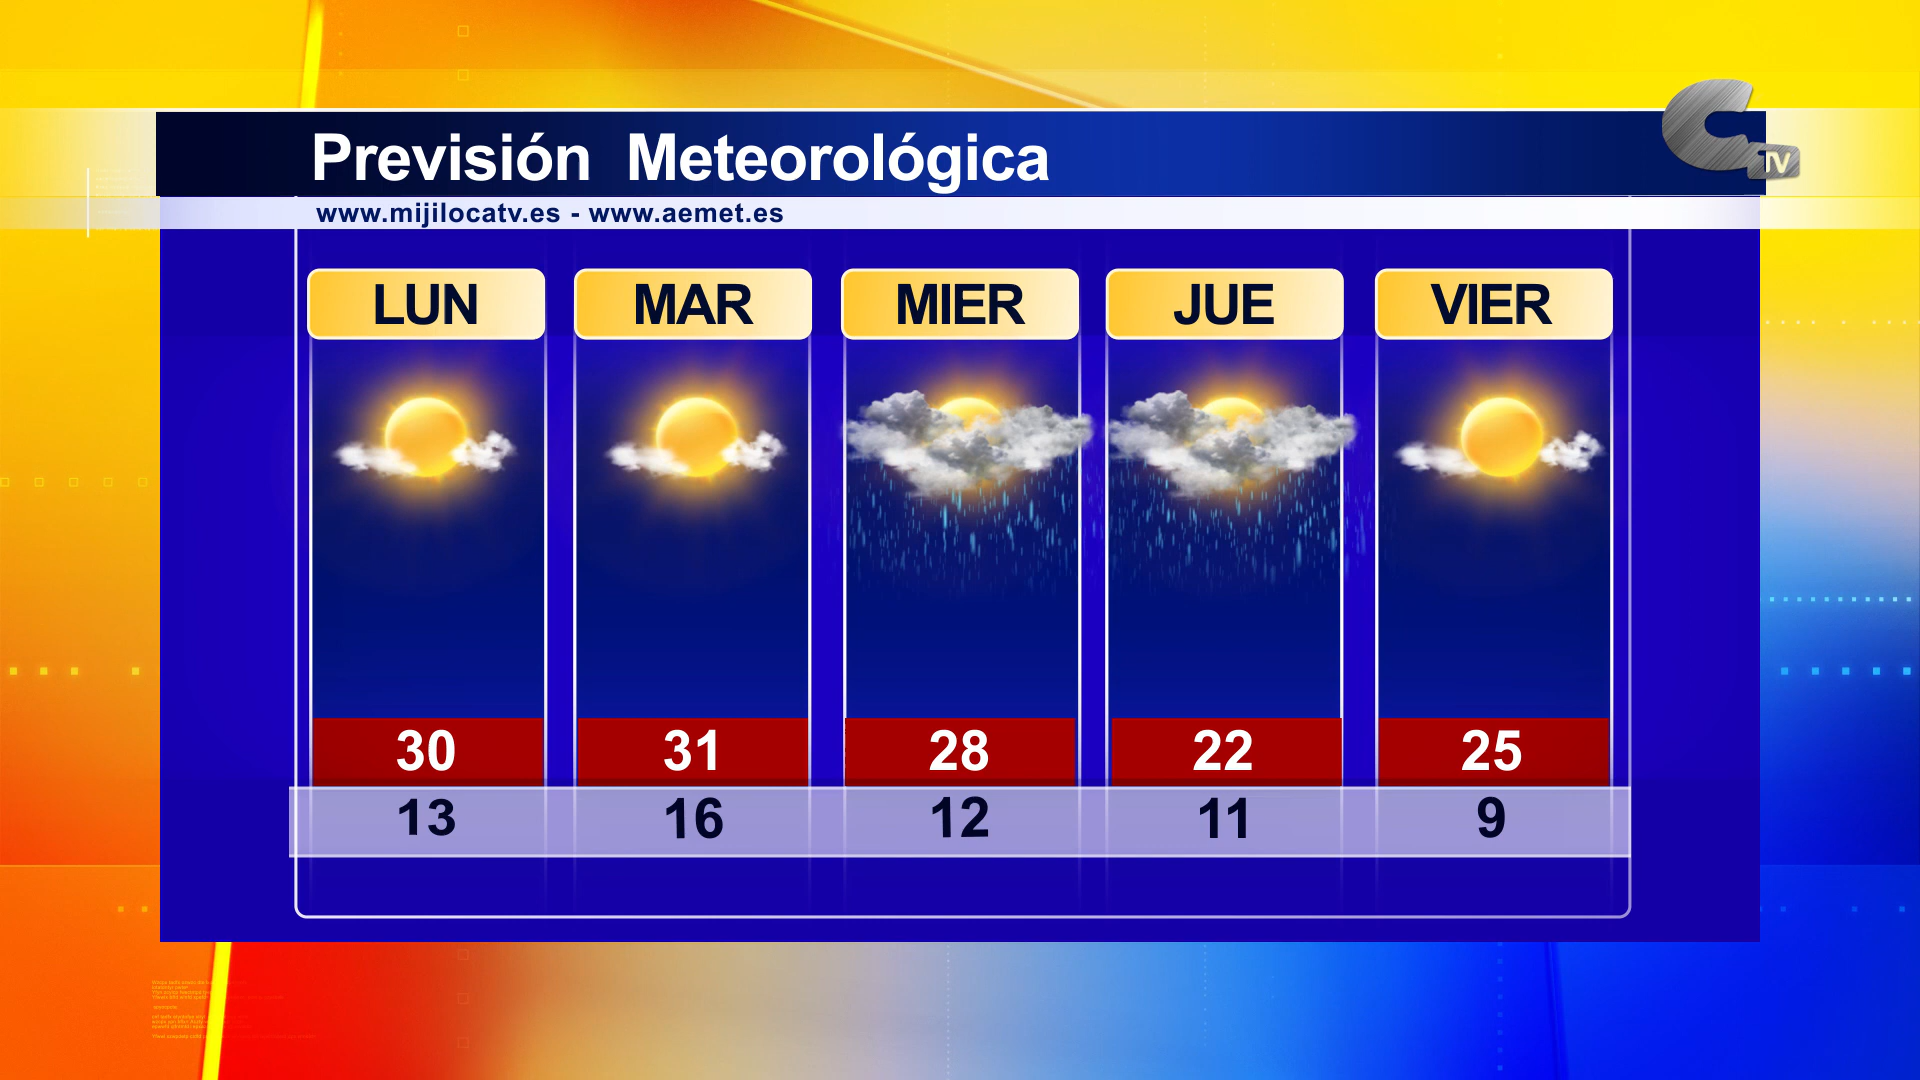 Previsión Meteorológica
www.mijilocatv.es - www.aemet.es
CTV
LUN MAR MIER JUE VIER
30 31 28 22 25
13 16 12 11 9